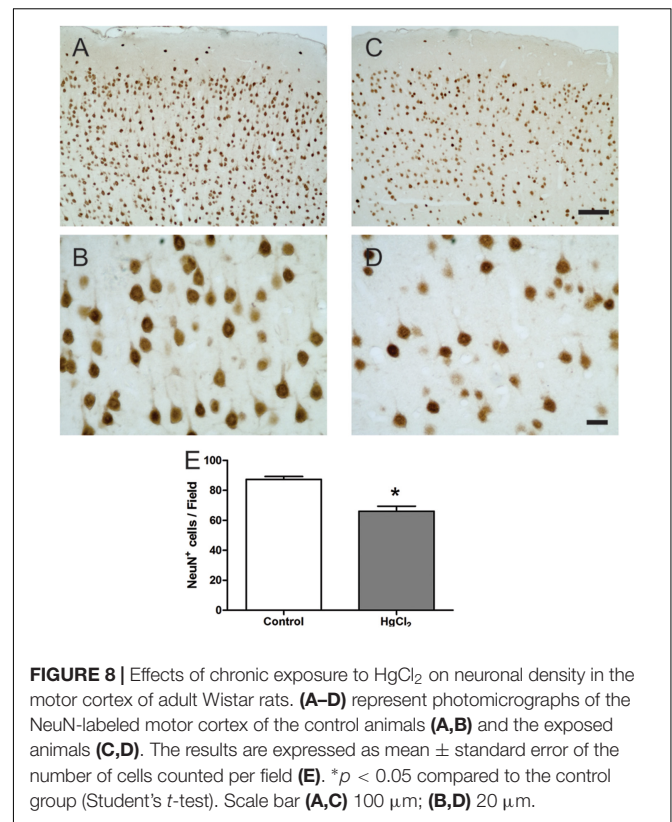 A
C
B
D
E
100
80
60
40
20
0
NeuN⁺ cells / Field
*
Control
HgCl₂
FIGURE 8 | Effects of chronic exposure to HgCl₂ on neuronal density in the
motor cortex of adult Wistar rats. (A–D) represent photomicrographs of the
NeuN-labeled motor cortex of the control animals (A,B) and the exposed
animals (C,D). The results are expressed as mean ± standard error of the
number of cells counted per field (E). *p < 0.05 compared to the control
group (Student's t-test). Scale bar (A,C) 100 μm; (B,D) 20 μm.